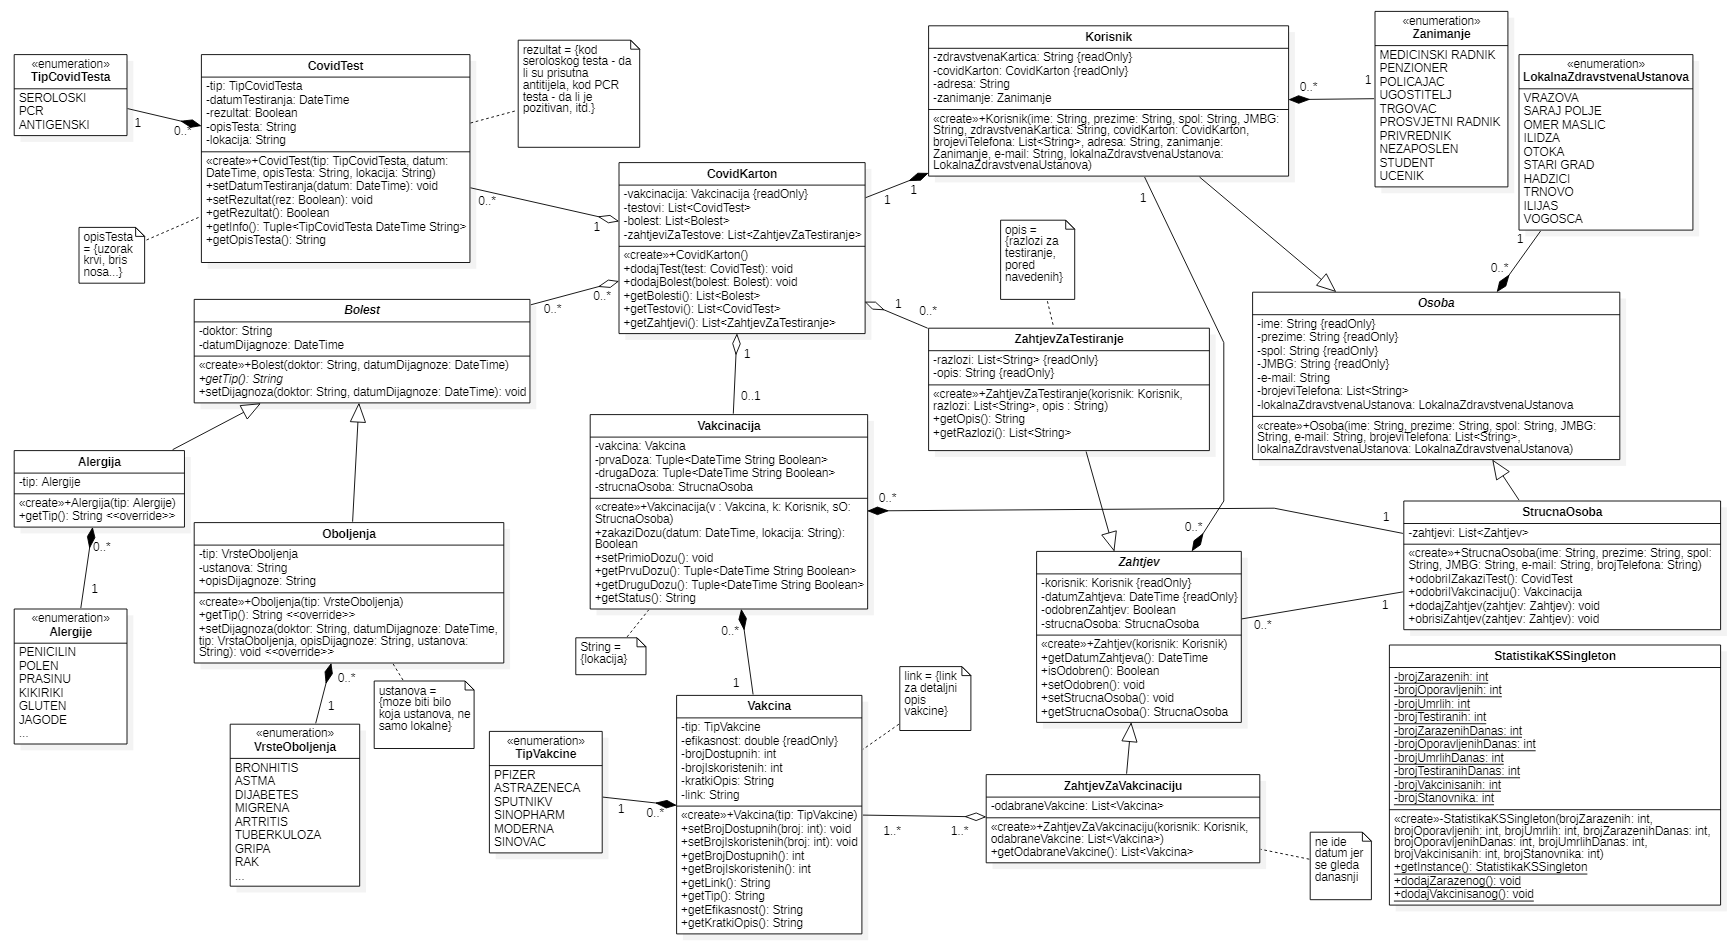 «enumeration»
TipCovidTesta
SEROLOSKI
PCR
ANTIGENSKI
1
0..*
CovidTest
-tip: TipCovidTesta
-datumTestiranja: DateTime
-rezultat: Boolean
-opisTesta: String
-lokacija: String
«create»+CovidTest(tip: TipCovidTesta, datum:
DateTime, opisTesta: String, lokacija: String)
+setDatumTestiranja(datum: DateTime): void
+setRezultat(rez: Boolean): void
+getRezultat(): Boolean
+getInfo(): Tuple<TipCovidTesta DateTime String>
+getOpisTesta(): String
rezultat = {kod
seroloskog testa - da
li su prisutna
antitijela, kod PCR
testa - da li je
pozitivan, itd.}
opisTesta
= {uzorak
krvi, bris
nosa...}
0..*
1
CovidKarton
-vakcinacija: Vakcinacija {readOnly}
-testovi: List<CovidTest>
-bolest: List<Bolest>
-zahtjeviZaTestove: List<ZahtjevZaTestiranje>
«create»+CovidKarton()
+dodajTest(test: CovidTest): void
+dodajBolest(bolest: Bolest): void
+getBolesti(): List<Bolest>
+getTestovi(): List<CovidTest>
+getZahtjevi(): List<ZahtjevZaTestiranje>
1
1
Korisnik
-zdravstvenaKartica: String {readOnly}
-covidKarton: CovidKarton {readOnly}
-adresa: String
-zanimanje: Zanimanje
«create»+Korisnik(ime: String, prezime: String, spol: String, JMBG:
String, zdravstvenaKartica: String, covidKarton: CovidKarton,
brojeviTelefona: List<String>, adresa: String, zanimanje:
Zanimanje, e-mail: String, lokalnaZdravstvenaUstanova:
LokalnaZdravstvenaUstanova)
0..*
1
«enumeration»
Zanimanje
MEDICINSKI RADNIK
PENZIONER
POLICAJAC
UGOSTITELJ
TRGOVAC
PROSVJETNI RADNIK
PRIVREDNIK
NEZAPOSLEN
STUDENT
UCENIK
«enumeration»
LokalnaZdravstvenaUstanova
VRAZOVA
SARAJ POLJE
OMER MASLIC
ILIDZA
OTOKA
STARI GRAD
HADZICI
TRNOVO
ILIJAS
VOGOSCA
1
0..*
1
opis =
{razlozi za
testiranje,
pored
navedenih}
Bolest
-doktor: String
-datumDijagnoze: DateTime
«create»+Bolest(doktor: String, datumDijagnoze: DateTime)
+getTip(): String
+setDijagnoza(doktor: String, datumDijagnoze: DateTime): void
0..*
0..*
1
0..*
1
0..1
ZahtjevZaTestiranje
-razlozi: List<String> {readOnly}
-opis: String {readOnly}
«create»+ZahtjevZaTestiranje(korisnik: Korisnik,
razlozi: List<String>, opis : String)
+getOpis(): String
+getRazlozi(): List<String>
Osoba
-ime: String {readOnly}
-prezime: String {readOnly}
-spol: String {readOnly}
-JMBG: String {readOnly}
-e-mail: String
-brojeviTelefona: List<String>
-lokalnaZdravstvenaUstanova: LokalnaZdravstvenaUstanova
«create»+Osoba(ime: String, prezime: String, spol: String, JMBG:
String, e-mail: String, brojeviTelefona: List<String>,
lokalnaZdravstvenaUstanova: LokalnaZdravstvenaUstanova)
Alergija
-tip: Alergije
«create»+Alergija(tip: Alergije)
+getTip(): String <<override>>
0..*
1
«enumeration»
Alergije
PENICILIN
POLEN
PRASINU
KIKIRIKI
GLUTEN
JAGODE
...
Oboljenja
-tip: VrsteOboljenja
-ustanova: String
+opisDijagnoze: String
«create»+Oboljenja(tip: VrsteOboljenja)
+getTip(): String <<override>>
+setDijagnoza(doktor: String, datumDijagnoze: DateTime,
tip: VrstaOboljenja, opisDijagnoze: String, ustanova:
String): void <<override>>
0..*
1
ustanova =
{moze biti bilo
koja ustanova, ne
samo lokalne}
«enumeration»
VrsteOboljenja
BRONHITIS
ASTMA
DIJABETES
MIGRENA
ARTRITIS
TUBERKULOZA
GRIPA
RAK
...
Vakcinacija
-vakcina: Vakcina
-prvaDoza: Tuple<DateTime String Boolean>
-drugaDoza: Tuple<DateTime String Boolean>
-strucnaOsoba: StrucnaOsoba
«create»+Vakcinacija(v : Vakcina, k: Korisnik, sO:
StrucnaOsoba)
+zakaziDozu(datum: DateTime, lokacija: String):
Boolean
+setPrimioDozu(): void
+getPrvuDozu(): Tuple<DateTime String Boolean>
+getDruguDozu(): Tuple<DateTime String Boolean>
+getStatus(): String
0..*
1
String =
{lokacija}
0..*
1
StrucnaOsoba
-zahtjevi: List<Zahtjev>
«create»+StrucnaOsoba(ime: String, prezime: String, spol:
String, JMBG: String, e-mail: String, brojTelefona: String)
+odobriIZakaziTest(): CovidTest
+odobriIVakcinaciju(): Vakcinacija
+dodajZahtjev(zahtjev: Zahtjev): void
+obrisiZahtjev(zahtjev: Zahtjev): void
0..*
Zahtjev
-korisnik: Korisnik {readOnly}
-datumZahtjeva: DateTime {readOnly}
-odobrenZahtjev: Boolean
-strucnaOsoba: StrucnaOsoba
«create»+Zahtjev(korisnik: Korisnik)
+getDatumZahtjeva(): DateTime
+isOdobren(): Boolean
+setOdobren(): void
+setStrucnaOsoba(): void
+getStrucnaOsoba(): StrucnaOsoba
0..*
1
«enumeration»
TipVakcine
PFIZER
ASTRAZENECA
SPUTNIKV
SINOPHARM
MODERNA
SINOVAC
1
0..*
Vakcina
-tip: TipVakcine
-efikasnost: double {readOnly}
-brojDostupnih: int
-brojIskoristenih: int
-kratkiOpis: String
-link: String
«create»+Vakcina(tip: TipVakcine)
+setBrojDostupnih(broj: int): void
+setBrojIskoristenih(broj: int): void
+getBrojDostupnih(): int
+getBrojIskoristenih(): int
+getLink(): String
+getTip(): String
+getEfikasnost(): String
+getKratkiOpis(): String
link = {link
za detaljni
opis
vakcine}
1..*
1..*
ZahtjevZaVakcinaciju
-odabraneVakcine: List<Vakcina>
«create»+ZahtjevZaVakcinaciju(korisnik: Korisnik,
odabraneVakcine: List<Vakcina>)
+getOdabraneVakcine(): List<Vakcina>
ne ide
datum jer
se gleda
danasnji
StatistikaKSSingleton
-brojZarazenih: int
-brojOporavljenih: int
-brojUmrlih: int
-brojTestiranih: int
-brojZarazenihDanas: int
-brojOporavljenihDanas: int
-brojUmrlihDanas: int
-brojTestiranihDanas: int
-brojVakcinisanih: int
-brojStanovnika: int
«create»-StatistikaKSSingleton(brojZarazenih: int,
brojOporavljenih: int, brojUmrlih: int, brojZarazenihDanas: int,
brojOporavljenihDanas: int, brojUmrlihDanas: int,
brojVakcinisanih: int, brojStanovnika: int)
+getInstance(): StatistikaKSSingleton
+dodajZarazenog(): void
+dodajVakcinisanog(): void